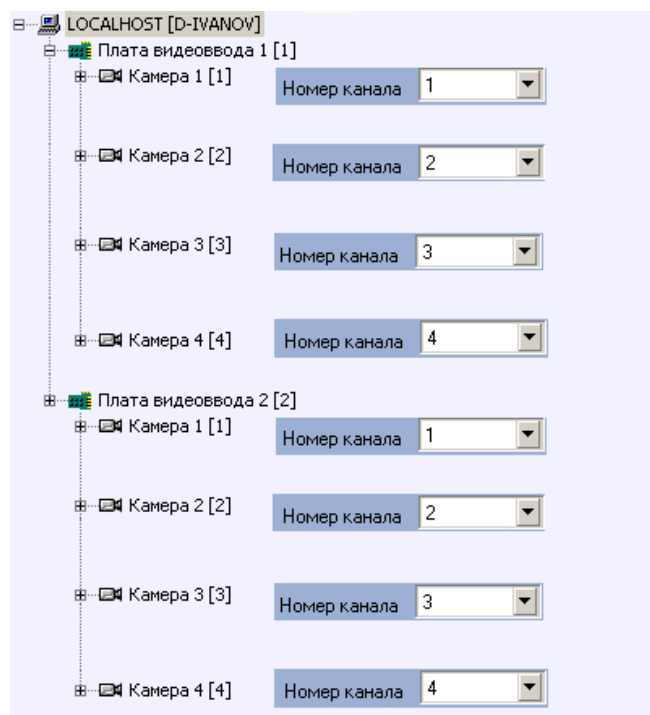 LOCALHOST [D-IVANOV]
Плата видеоввода 1 [1]
Камера 1 [1] Номер канала 1
Камера 2 [2] Номер канала 2
Камера 3 [3] Номер канала 3
Камера 4 [4] Номер канала 4
Плата видеоввода 2 [2]
Камера 1 [1] Номер канала 1
Камера 2 [2] Номер канала 2
Камера 3 [3] Номер канала 3
Камера 4 [4] Номер канала 4